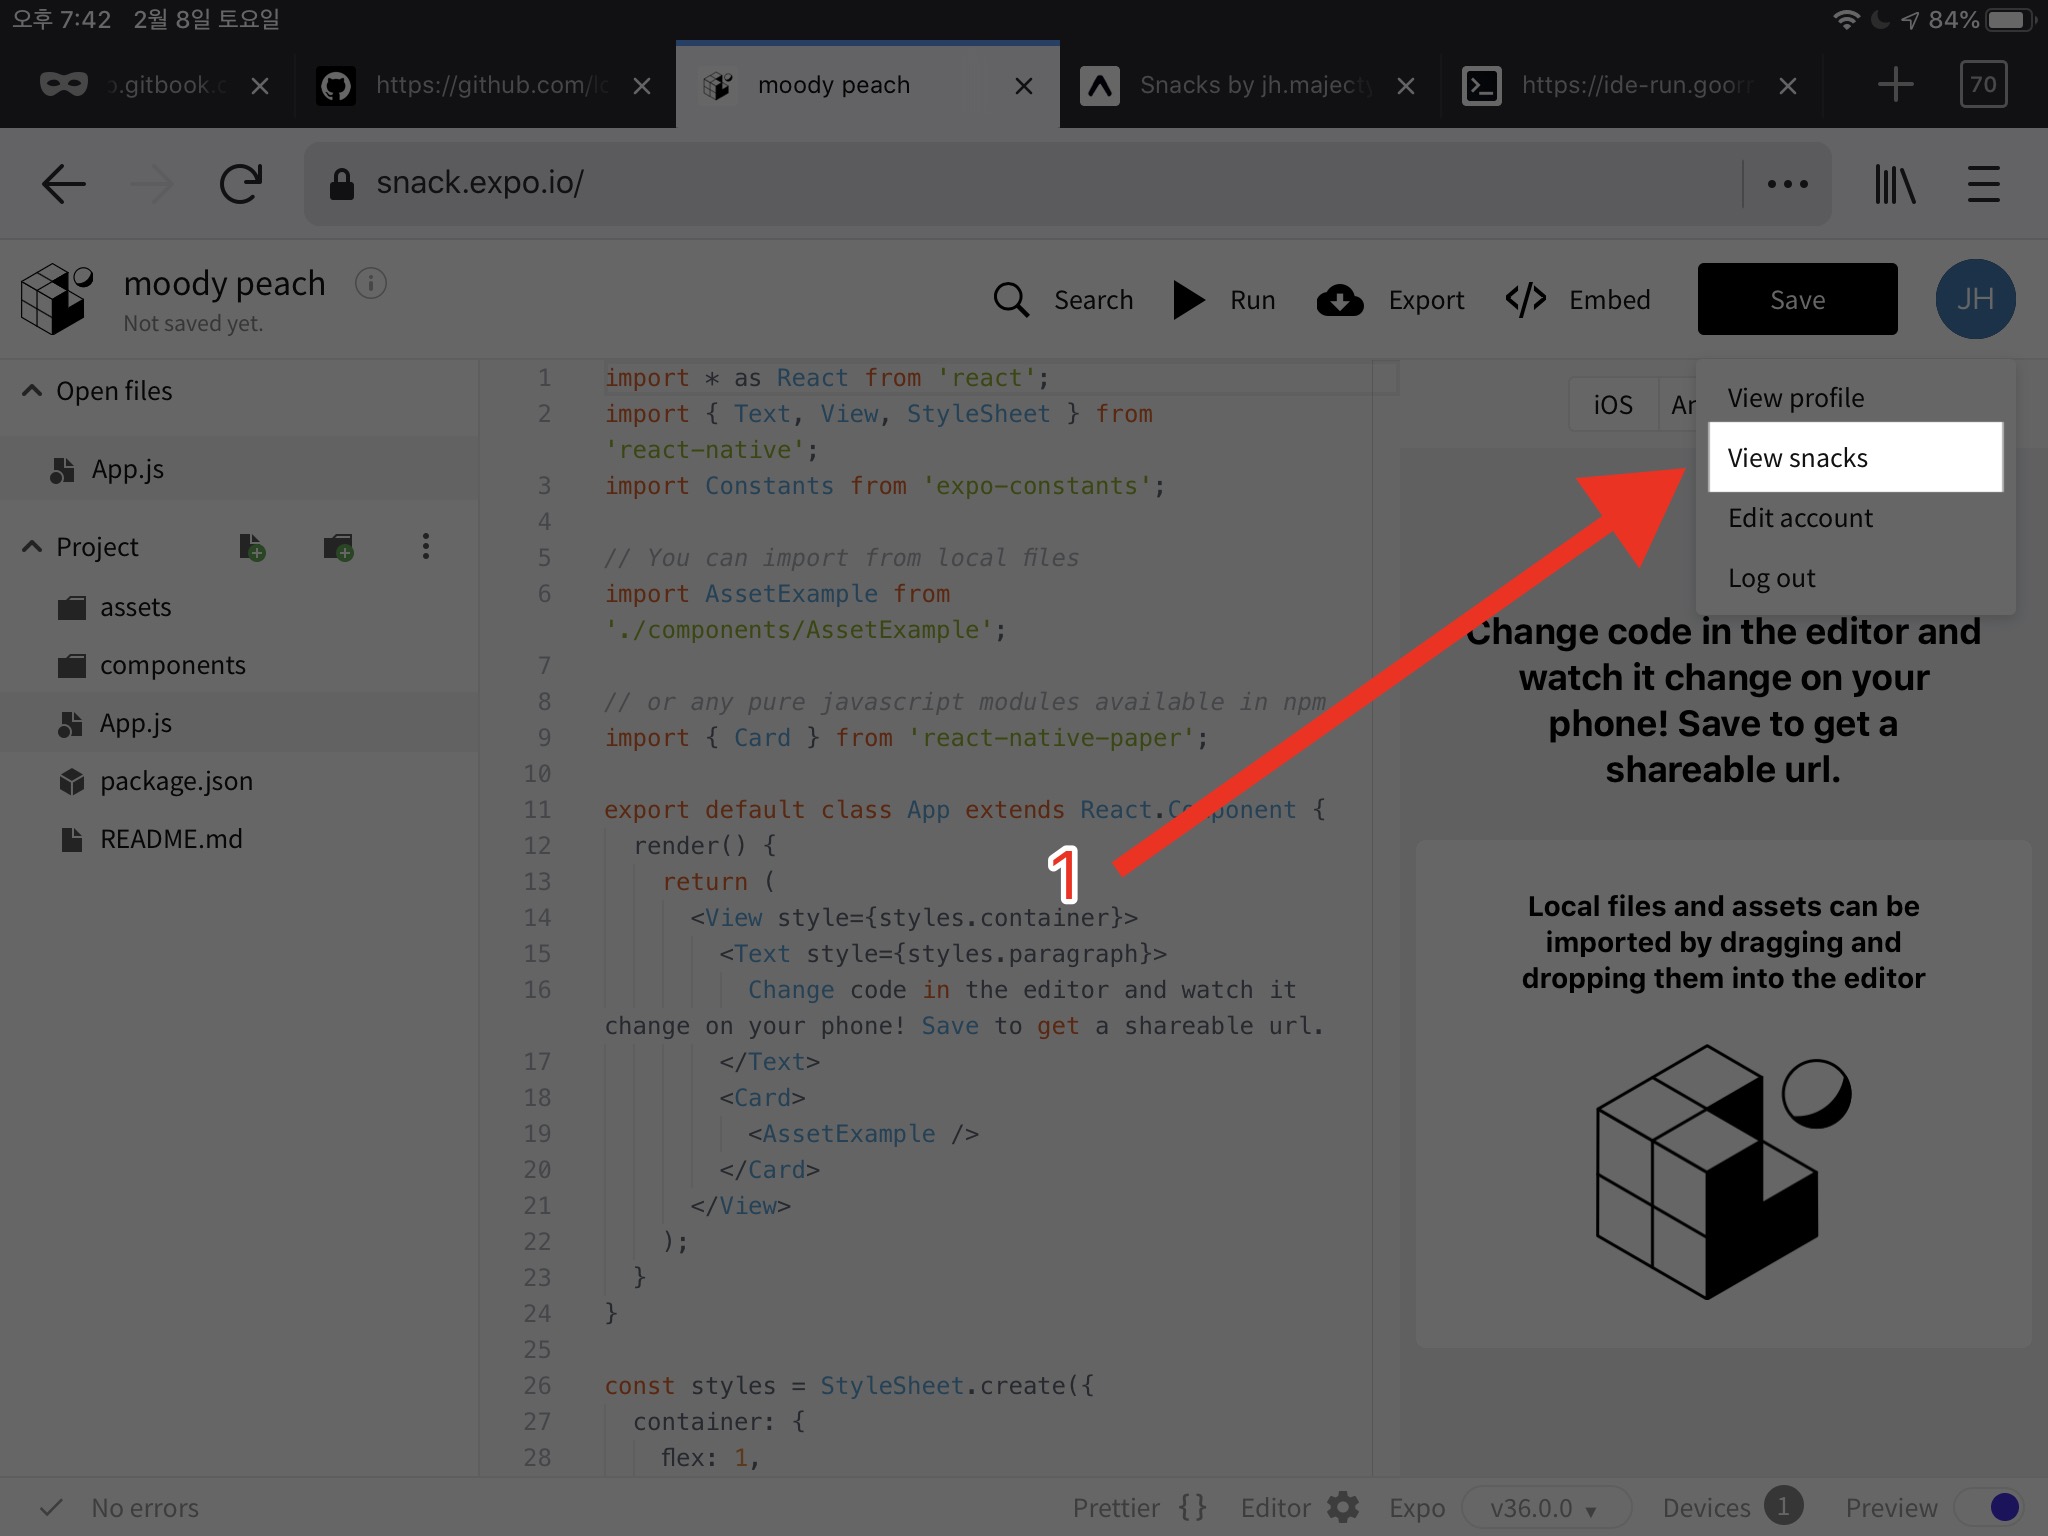 오후 7:42 2월 8일 토요일
84%
o.gitbook.c
https://github.com/lc
moody peach
Snacks by jh.majecty
https://ide-run.goorm
70
snack.expo.io/
moody peach
Not saved yet.
Search
Run
Export
Embed
Save
JH
View profile
View snacks
Edit account
Log out
Open files
App.js
Project
assets
components
App.js
package.json
README.md
1 import * as React from 'react';
2 import { Text, View, StyleSheet } from
'react-native';
3 import Constants from 'expo-constants';
4
5 // You can import from local files
6 import AssetExample from
'./components/AssetExample';
7
8 // or any pure javascript modules available in npm
9 import { Card } from 'react-native-paper';
10
11 export default class App extends React.Component {
12 render() {
13 return (
14 <View style={styles.container}>
15 <Text style={styles.paragraph}>
16 Change code in the editor and watch it
change on your phone! Save to get a shareable url.
17 </Text>
18 <Card>
19 <AssetExample />
20 </Card>
21 </View>
22 );
23 }
24 }
25
26 const styles = StyleSheet.create({
27 container: {
28 flex: 1,
1
iOS
An
Change code in the editor and
watch it change on your
phone! Save to get a
shareable url.
Local files and assets can be
imported by dragging and
dropping them into the editor
No errors
Prettier {}
Editor
Expo
v36.0.0
Devices 1
Preview